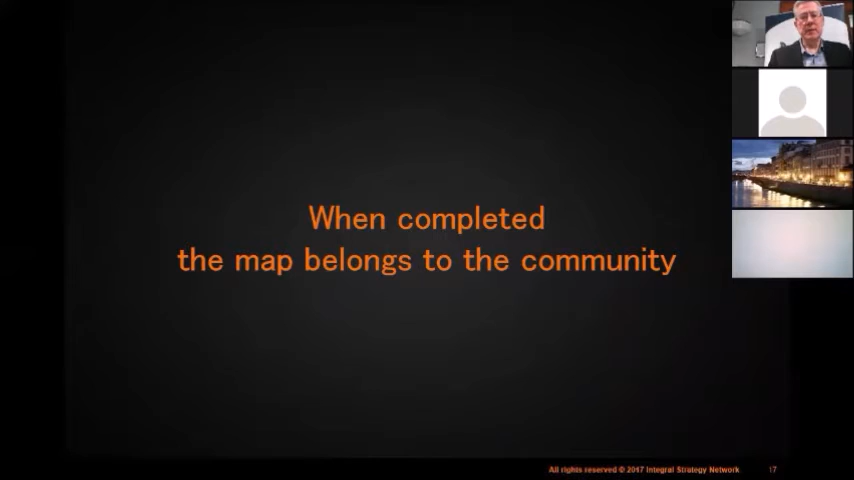 When completed
the map belongs to the community
All rights reserved © 2017 Integral Strategy Network
17